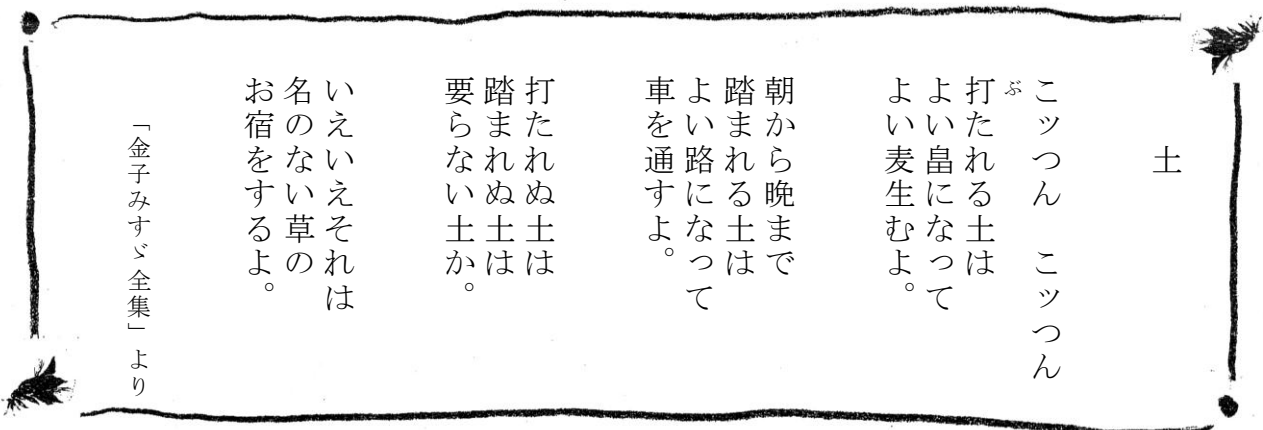 土
こッつん　こッつん
打たれる土は
よい畠になって
よい麦生むよ。
朝から晩まで
踏まれる土は
よい路になって
車を通すよ。
打たれぬ土は
踏まれぬ土は
要らない土か。
いえいえそれは
名のない草の
お宿をするよ。
「金子みすゞ全集」より